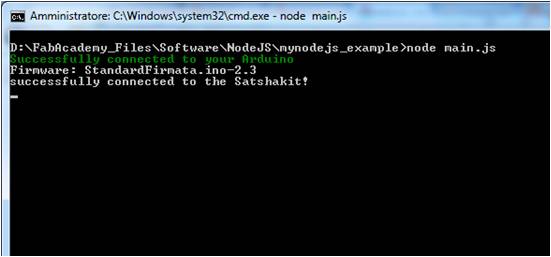 Amministratore: C:\Windows\system32\cmd.exe - node main.js
D:\FabAcademy_Files\Software\NodeJS\mynodejs_example>node main.js
Successfully connected to your Arduino
Firmware: StandardFirmata.ino-2.3
successfully connected to the Satshakit!